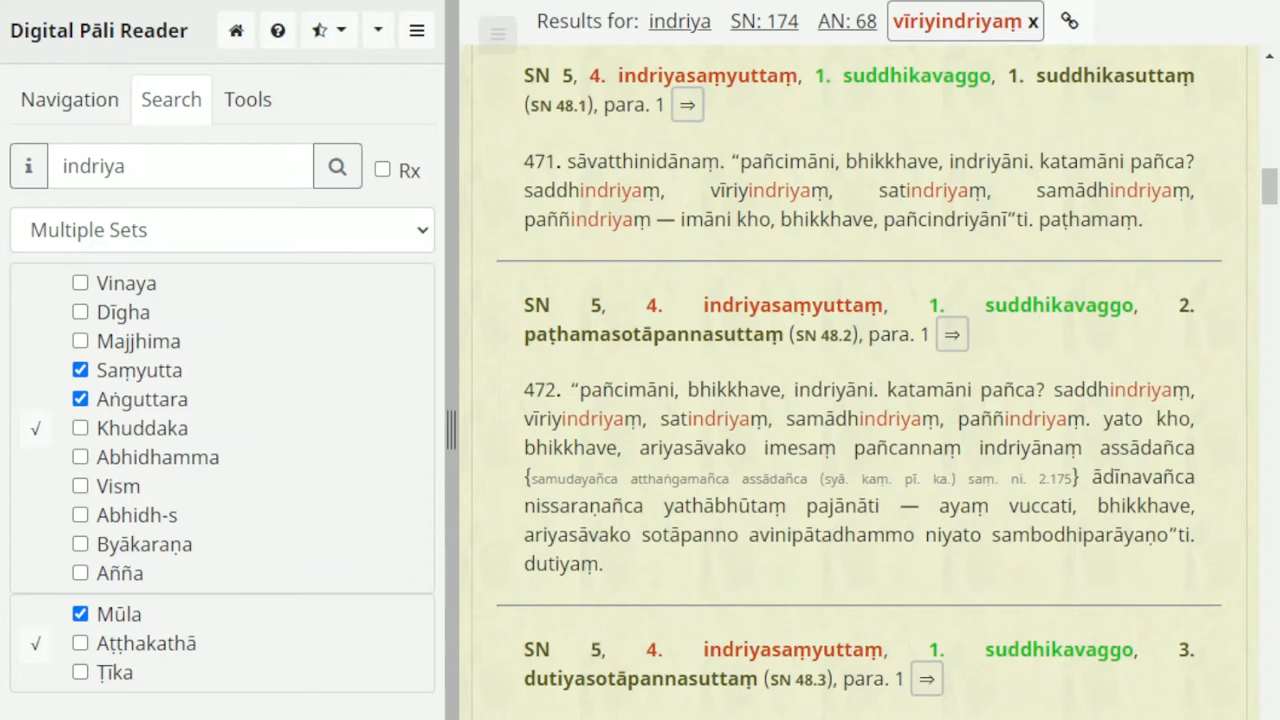 Digital Pāli Reader
Navigation Search Tools
i indriya Rx
Multiple Sets
Vinaya
Dīgha
Majjhima
Saṃyutta
Aṅguttara
√ Khuddaka
Abhidhamma
Vism
Abhidh-s
Byākaraṇa
Añña
Mūla
√ Aṭṭhakathā
Ṭīka
Results for: indriya SN: 174 AN: 68 vīriyindriyaṃ x
SN 5, 4. indriyasaṃyuttaṃ, 1. suddhikavaggo, 1. suddhikasuttaṃ
(SN 48.1), para. 1 ⇒
471. sāvatthinidānaṃ. “pañcimāni, bhikkhave, indriyāni. katamāni pañca?
saddhindriyaṃ, vīriyindriyaṃ, satindriyaṃ, samādhindriyaṃ,
paññindriyaṃ — imāni kho, bhikkhave, pañcindriyānī”ti. paṭhamaṃ.
SN 5, 4. indriyasaṃyuttaṃ, 1. suddhikavaggo, 2.
paṭhamasotāpannasuttaṃ (SN 48.2), para. 1 ⇒
472. “pañcimāni, bhikkhave, indriyāni. katamāni pañca? saddhindriyaṃ,
vīriyindriyaṃ, satindriyaṃ, samādhindriyaṃ, paññindriyaṃ. yato kho,
bhikkhave, ariyasāvako imesaṃ pañcannaṃ indriyānaṃ assādañca
{samudayañca atthaṅgamañca assādañca (syā. kaṃ. pī. ka.) saṃ. ni. 2.175} ādīnavañca
nissaraṇañca yathābhūtaṃ pajānāti — ayaṃ vuccati, bhikkhave,
ariyasāvako sotāpanno avinipātadhammo niyato sambodhiparāyaṇo”ti.
dutiyaṃ.
SN 5, 4. indriyasaṃyuttaṃ, 1. suddhikavaggo, 3.
dutiyasotāpannasuttaṃ (SN 48.3), para. 1 ⇒